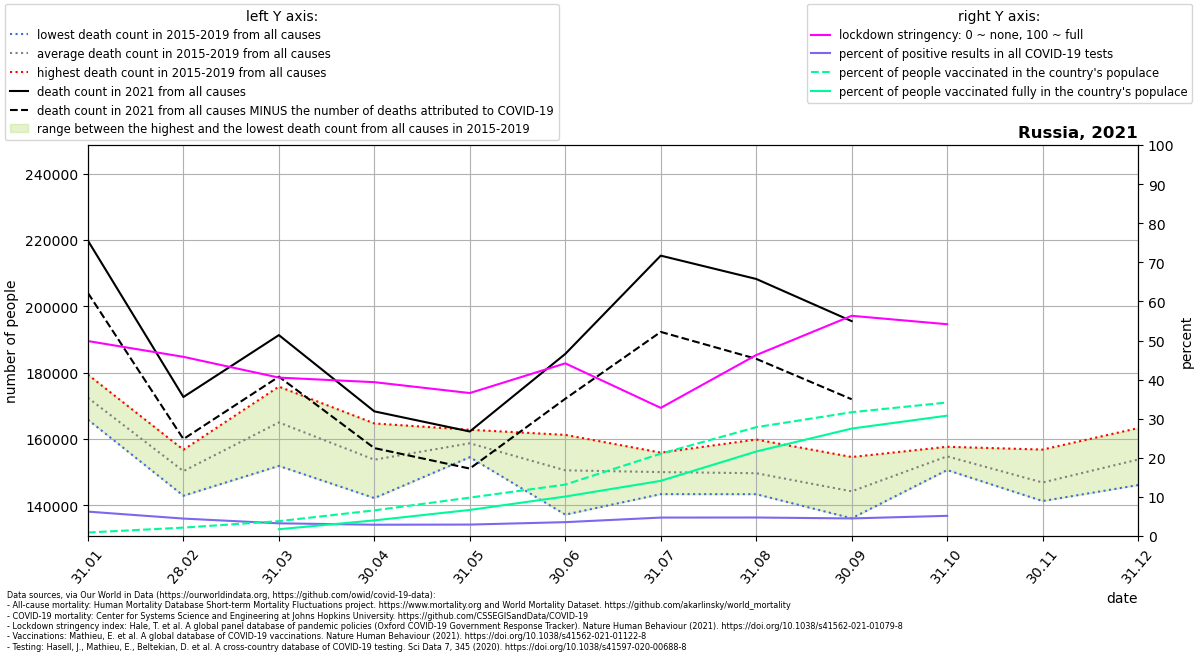 left Y axis:
lowest death count in 2015-2019 from all causes
average death count in 2015-2019 from all causes
highest death count in 2015-2019 from all causes
death count in 2021 from all causes
death count in 2021 from all causes MINUS the number of deaths attributed to COVID-19
range between the highest and the lowest death count from all causes in 2015-2019
right Y axis:
lockdown stringency: 0 ~ none, 100 ~ full
percent of positive results in all COVID-19 tests
percent of people vaccinated in the country's populace
percent of people vaccinated fully in the country's populace
Russia, 2021
number of people
240000
220000
200000
180000
160000
140000
100
90
80
70
60
50
40
30
20
10
0
percent
31.01
28.02
31.03
30.04
31.05
30.06
31.07
31.08
30.09
31.10
30.11
31.12
date
Data sources, via Our World in Data (https://ourworldindata.org, https://github.com/owid/covid-19-data):
- All-cause mortality: Human Mortality Database Short-term Mortality Fluctuations project. https://www.mortality.org and World Mortality Dataset. https://github.com/akarlinsky/world_mortality
- COVID-19 mortality: Center for Systems Science and Engineering at Johns Hopkins University. https://github.com/CSSEGISandData/COVID-19
- Lockdown stringency index: Hale, T. et al. A global panel database of pandemic policies (Oxford COVID-19 Government Response Tracker). Nature Human Behaviour (2021). https://doi.org/10.1038/s41562-021-01079-8
- Vaccinations: Mathieu, E. et al. A global database of COVID-19 vaccinations. Nature Human Behaviour (2021). https://doi.org/10.1038/s41562-021-01122-8
- Testing: Hasell, J., Mathieu, E., Beltekian, D. et al. A cross-country database of COVID-19 testing. Sci Data 7, 345 (2020). https://doi.org/10.1038/s41597-020-00688-8